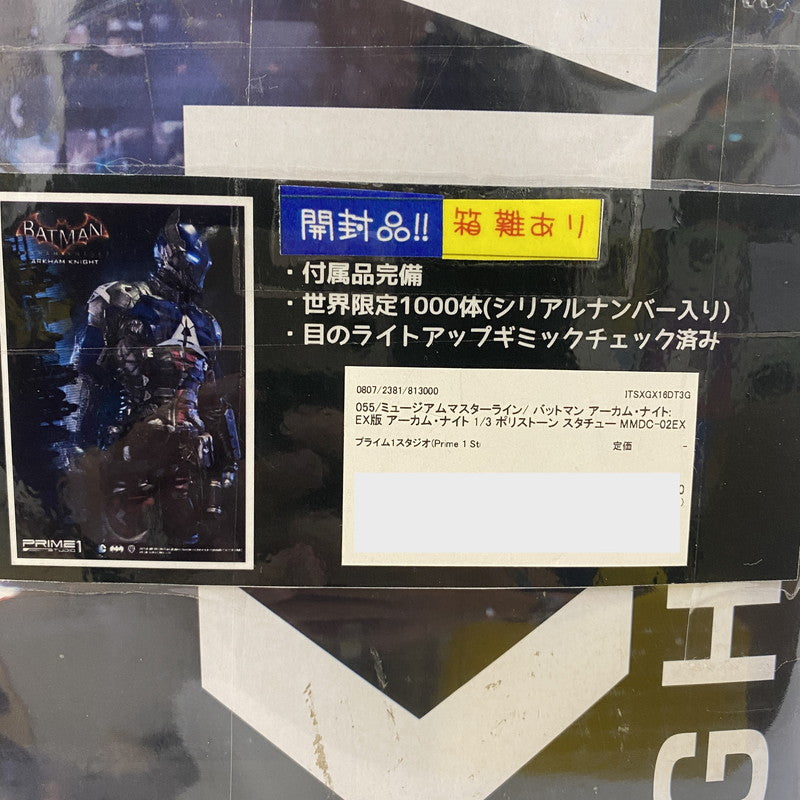 開封品!!
箱難あり
・付属品完備
・世界限定1000体(シリアルナンバー入り)
・目のライトアップギミックチェック済み
BATMAN
ARKHAM KNIGHT
PRIME 1
STUDIO
0807/2381/813000
ITSXGX16DT3G
055/ミュージアムマスターライン/ バットマン アーカム・ナイト:
EX版 アーカム・ナイト 1/3 ポリストーン スタチュー MMDC-02EX
プライム1スタジオ(Prime 1 St
定価 -
GH